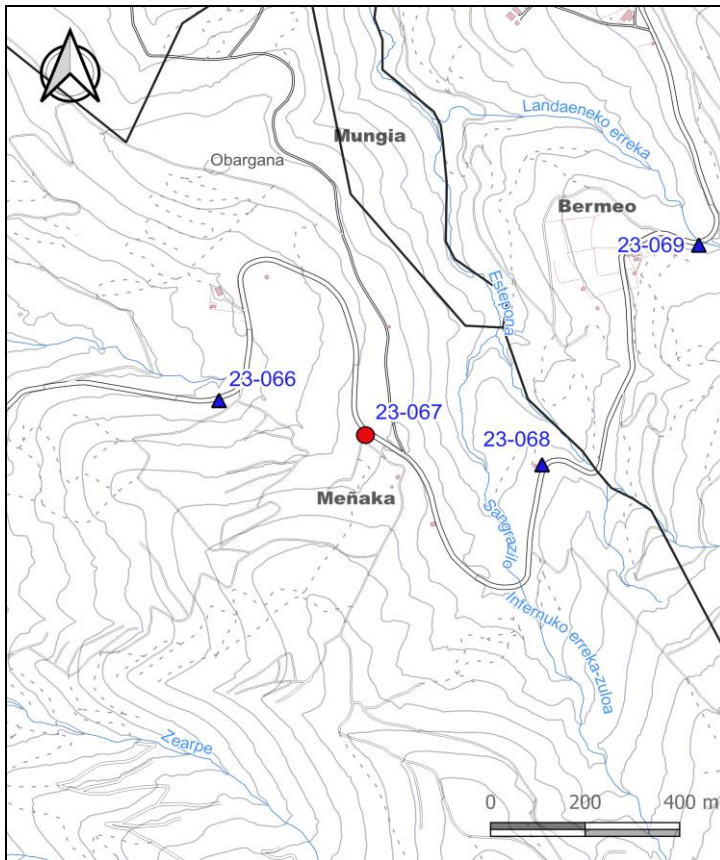 Landaeneko erreka
Mungia
Obargana
Bermeo
23-069
Estepona
23-066
23-067
23-068
Meñaka
Sangrazilo
Infernuko erreka-zuloa
Zearpe
0 200 400 m